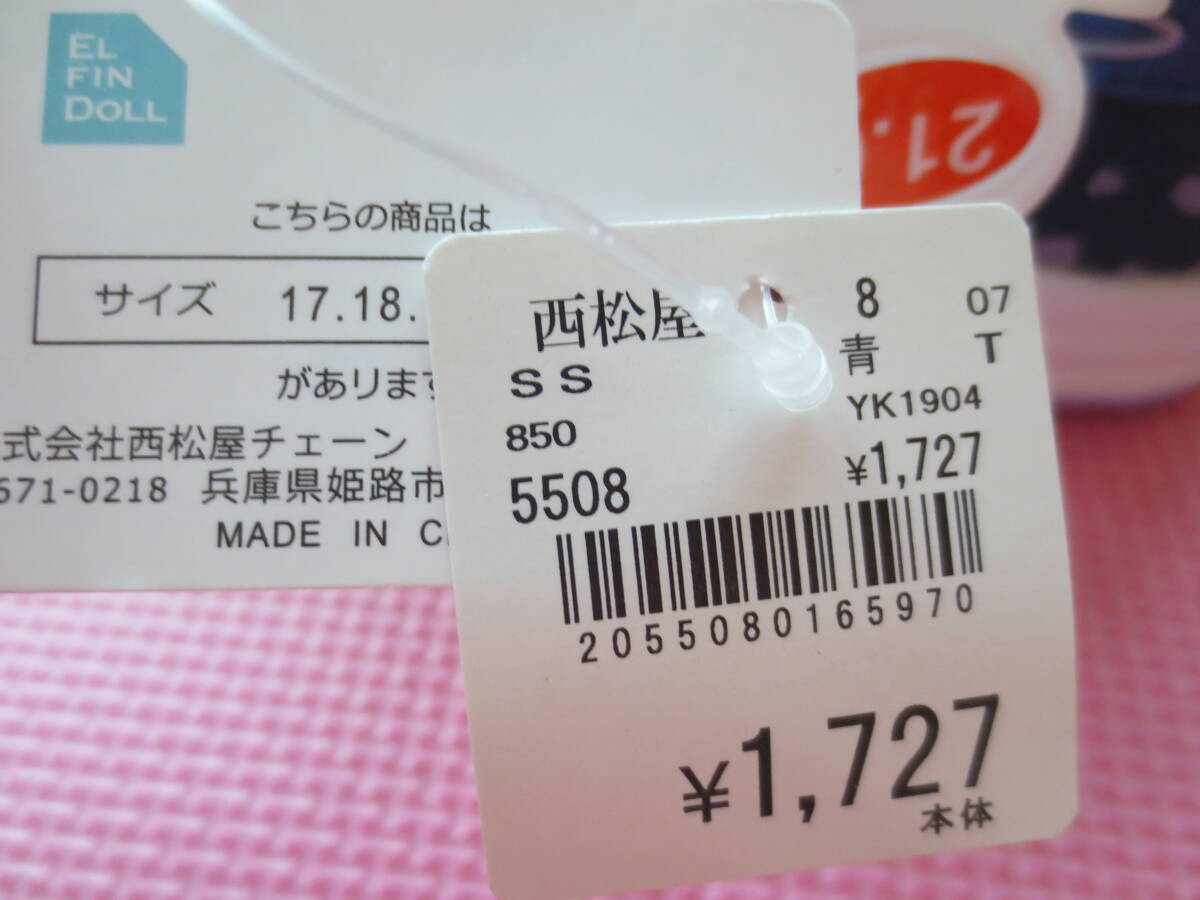 EL
FIN
DOLL
こちらの商品は
サイズ 17.18.
があります
式会社西松屋チェーン
671-0218 兵庫県姫路市
MADE IN C
21.
西松屋 8 07
SS 青 T
850 YK1904
5508 ¥1,727
2055080165970
¥1,727
本体